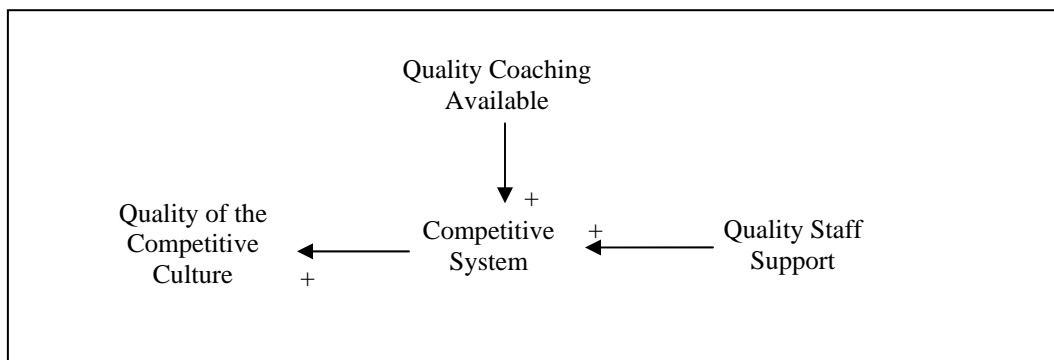 Quality Coaching
Available
+
Quality of the
Competitive
Culture
+
Competitive
System
+
Quality Staff
Support